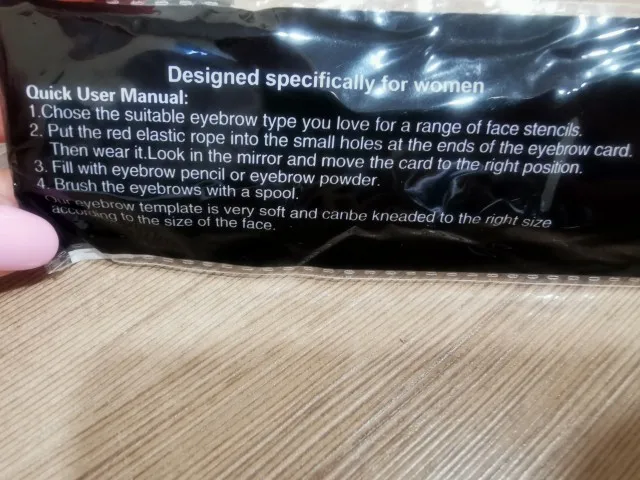 Designed specifically for women
Quick User Manual:
1.Chose the suitable eyebrow type you love for a range of face stencils.
2. Put the red elastic rope into the small holes at the ends of the eyebrow card.
Then wear it.Look in the mirror and move the card to the right position.
3. Fill with eyebrow pencil or eyebrow powder.
4. Brush the eyebrows with a spool.
Our eyebrow template is very soft and canbe kneaded to the right size
according to the size of the face.